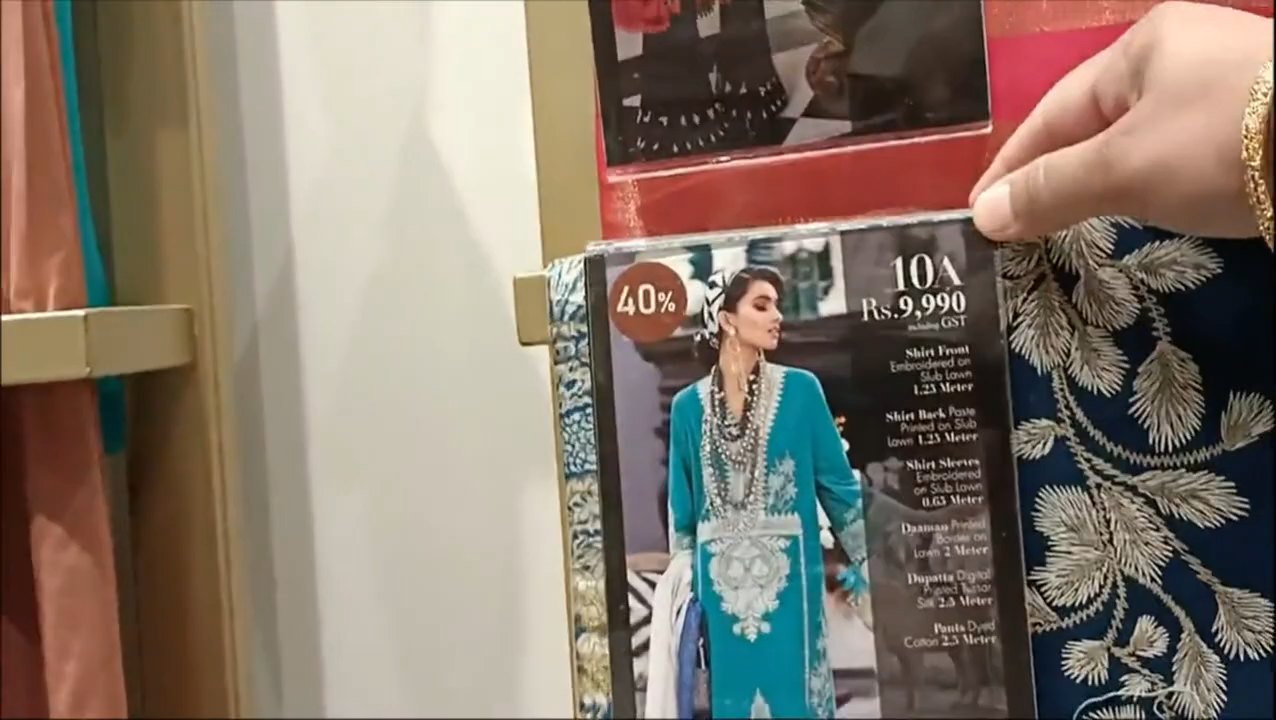 40%
10A
Rs.9,990
including GST
Shirt Front
Embroidered on
Slub Lawn
1.25 Meter
Shirt Back Paste
Printed on Slub
Lawn 1.25 Meter
Shirt Sleeves
Embroidered
on Slub Lawn
0.65 Meter
Daaman Printed
Border on
Lawn 2 Meter
Dupatta Digital
Printed Tussar
Silk 2.5 Meter
Pants Dyed
Cotton 2.5 Meter